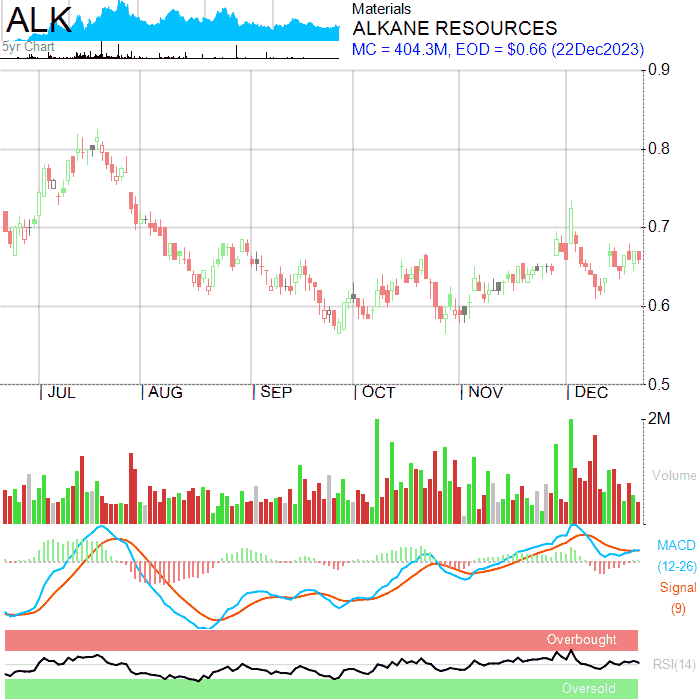 ALK
5yr Chart
Materials
ALKANE RESOURCES
MC = 404.3M, EOD = $0.66 (22Dec2023)
0.9
0.8
0.7
0.6
0.5
JUL AUG SEP OCT NOV DEC
2M
Volume
MACD
(12-26)
Signal
(9)
Overbought
RSI(14)
Oversold